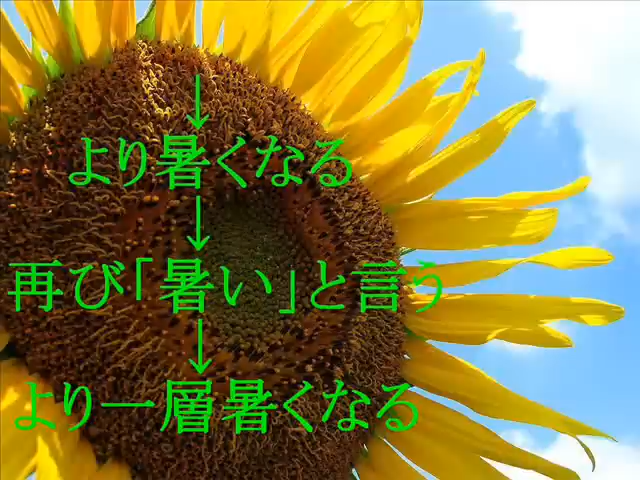 ↓
より暑くなる
↓
再び「暑い」と言う
↓
より一層暑くなる